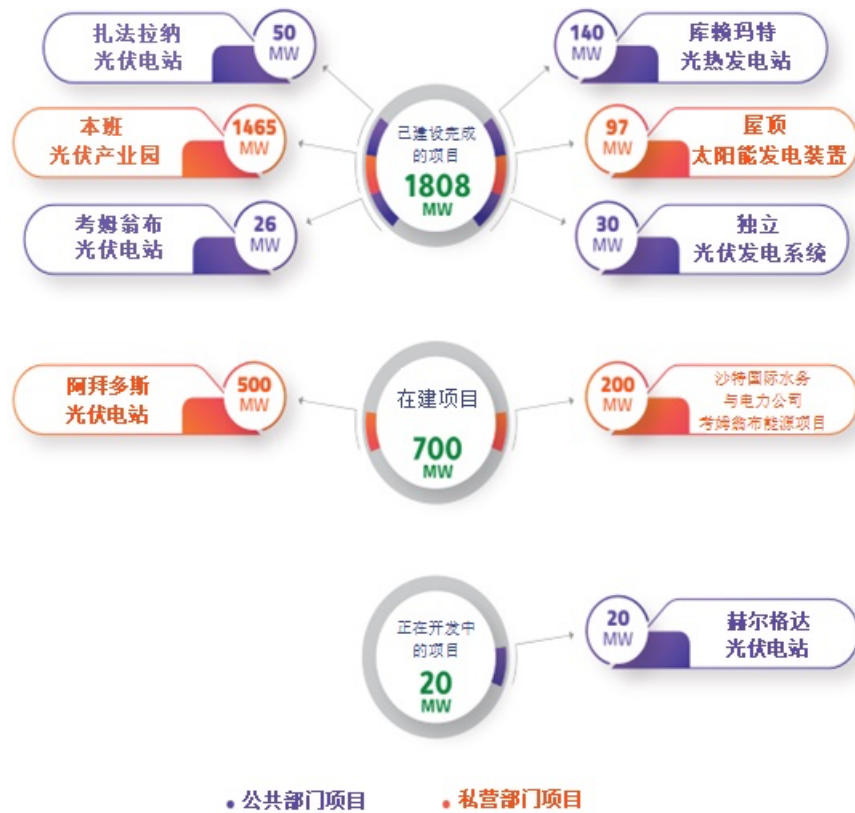 扎法拉纳
光伏电站
50
MW
140
MW
库赖玛特
光热发电站
本班
光伏产业园
1465
MW
已建设完成
的项目
1808
MW
97
MW
屋顶
太阳能发电装置
考姆翁布
光伏电站
26
MW
30
MW
独立
光伏发电系统
阿拜多斯
光伏电站
500
MW
在建项目
700
MW
200
MW
沙特国际水务
与电力公司
考姆翁布能源项目
正在开发中
的项目
20
MW
20
MW
赫尔格达
光伏电站
公共部门项目
私营部门项目